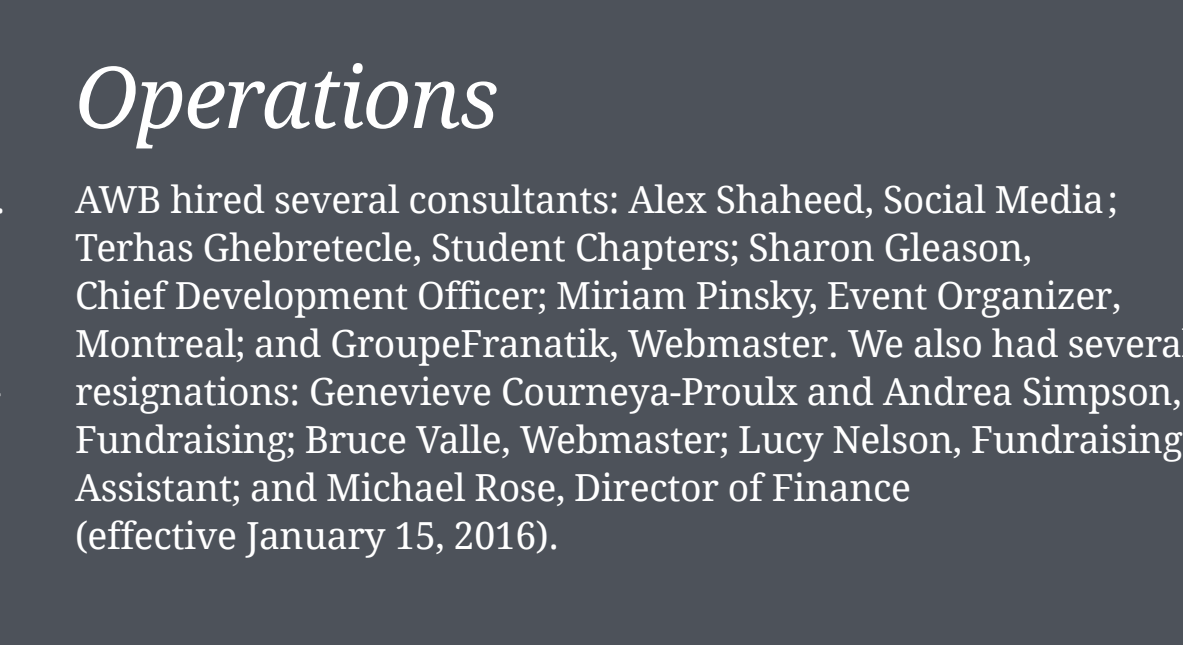 Operations
AWB hired several consultants: Alex Shaheed, Social Media;
Terhas Ghebretecle, Student Chapters; Sharon Gleason,
Chief Development Officer; Miriam Pinsky, Event Organizer,
Montreal; and GroupeFranatik, Webmaster. We also had several
resignations: Genevieve Courneya-Proulx and Andrea Simpson,
Fundraising; Bruce Valle, Webmaster; Lucy Nelson, Fundraising
Assistant; and Michael Rose, Director of Finance
(effective January 15, 2016).